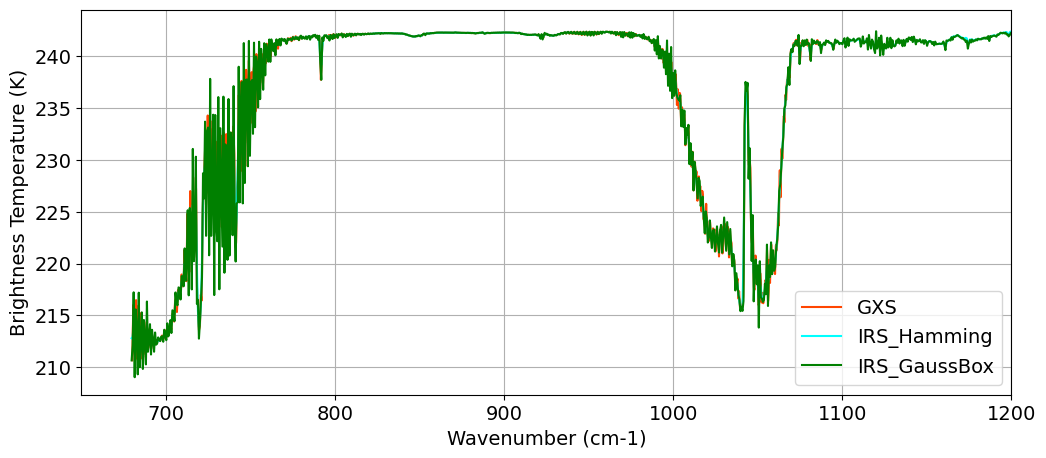 Brightness Temperature (K)
240
235
230
225
220
215
210
700
800
900
1000
1100
1200
Wavenumber (cm-1)
GXS
IRS_Hamming
IRS_GaussBox